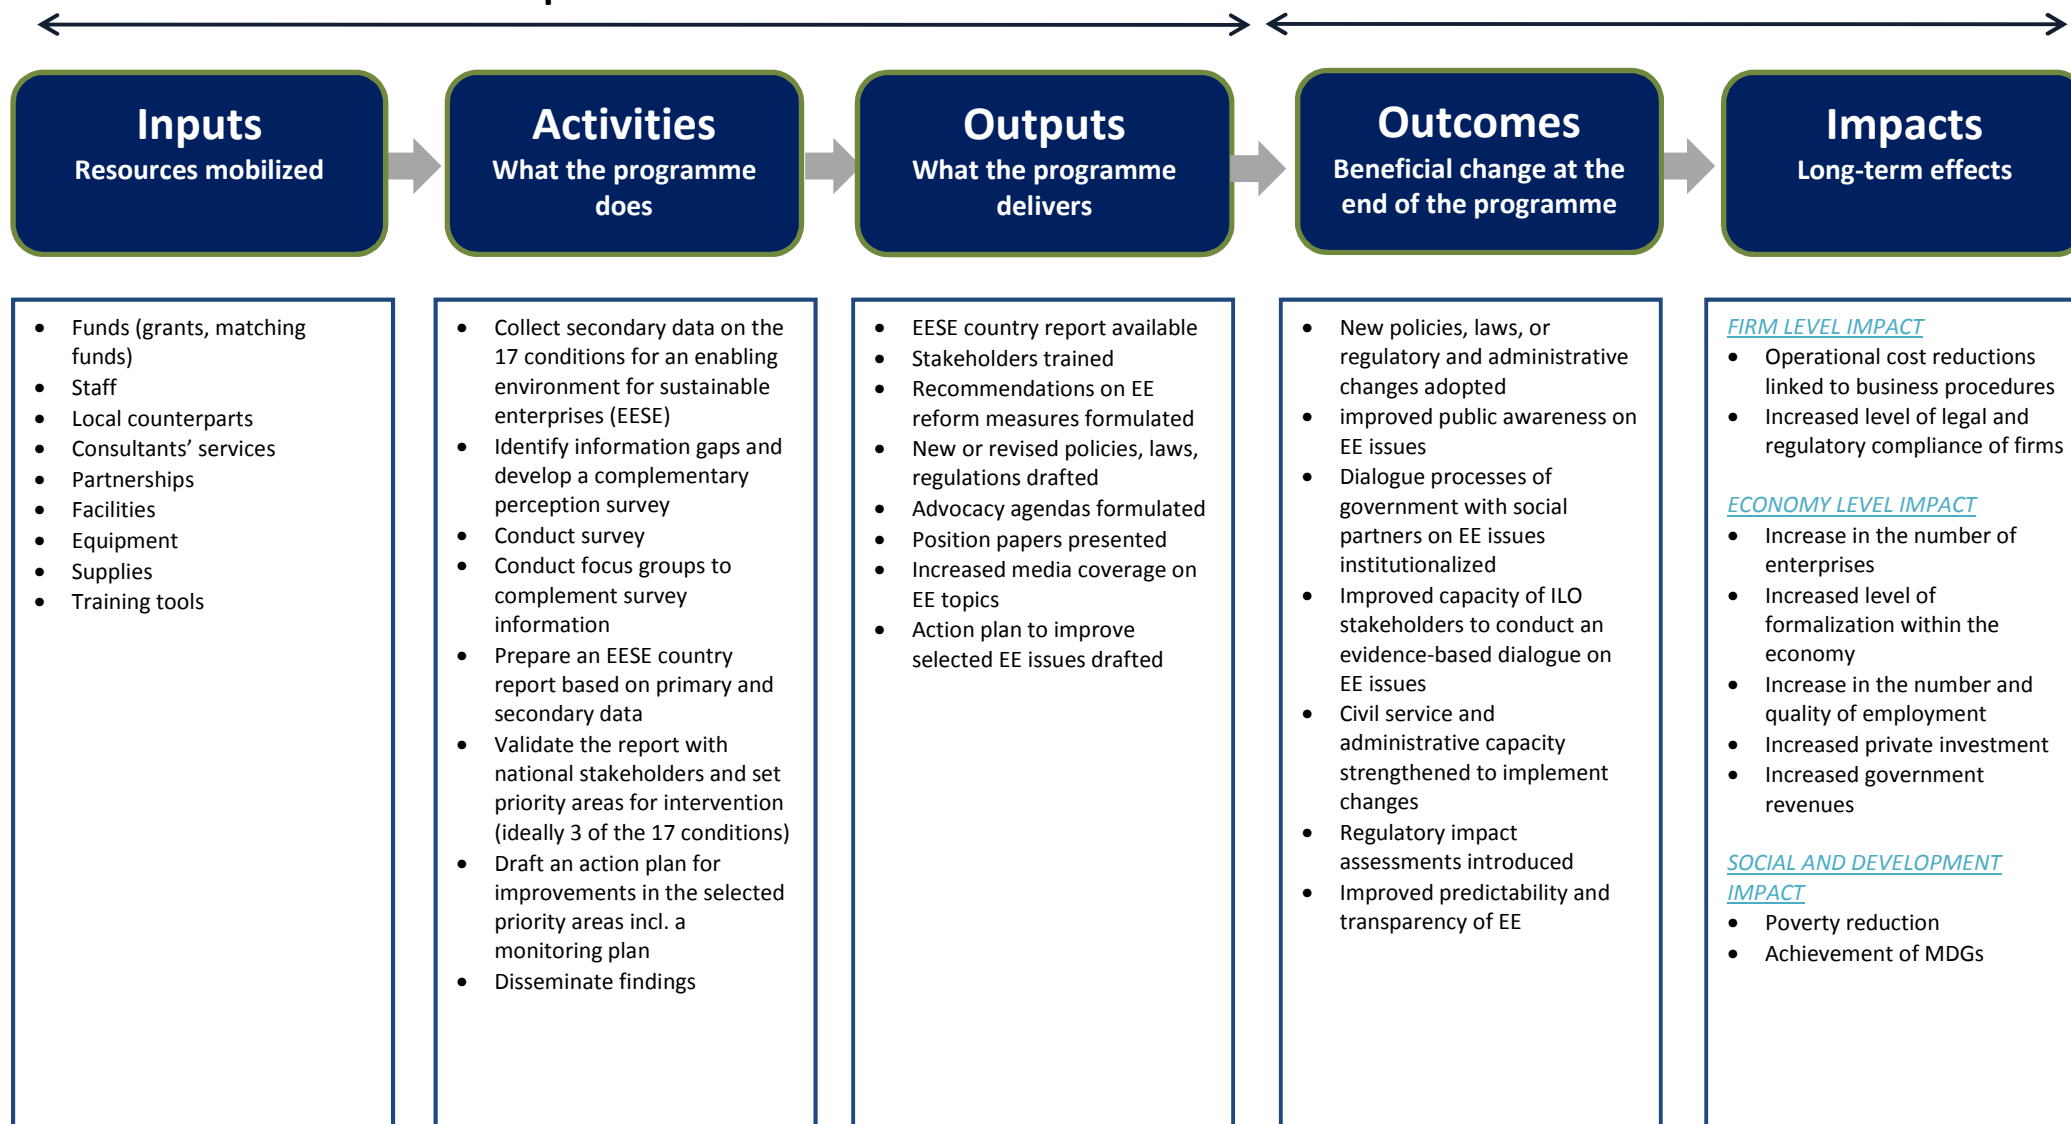 Inputs
Resources mobilized
Activities
What the programme
does
Outputs
What the programme
delivers
Outcomes
Beneficial change at the
end of the programme
Impacts
Long-term effects
• Funds (grants, matching
funds)
• Staff
• Local counterparts
• Consultants’ services
• Partnerships
• Facilities
• Equipment
• Supplies
• Training tools
• Collect secondary data on the
17 conditions for an enabling
environment for sustainable
enterprises (EESE)
• Identify information gaps and
develop a complementary
perception survey
• Conduct survey
• Conduct focus groups to
complement survey
information
• Prepare an EESE country
report based on primary and
secondary data
• Validate the report with
national stakeholders and set
priority areas for intervention
(ideally 3 of the 17 conditions)
• Draft an action plan for
improvements in the selected
priority areas incl. a
monitoring plan
• Disseminate findings
• EESE country report available
• Stakeholders trained
• Recommendations on EE
reform measures formulated
• New or revised policies, laws,
regulations drafted
• Advocacy agendas formulated
• Position papers presented
• Increased media coverage on
EE topics
• Action plan to improve
selected EE issues drafted
• New policies, laws, or
regulatory and administrative
changes adopted
• improved public awareness on
EE issues
• Dialogue processes of
government with social
partners on EE issues
institutionalized
• Improved capacity of ILO
stakeholders to conduct an
evidence-based dialogue on
EE issues
• Civil service and
administrative capacity
strengthened to implement
changes
• Regulatory impact
assessments introduced
• Improved predictability and
transparency of EE
FIRM LEVEL IMPACT
• Operational cost reductions
linked to business procedures
• Increased level of legal and
regulatory compliance of firms
ECONOMY LEVEL IMPACT
• Increase in the number of
enterprises
• Increased level of
formalization within the
economy
• Increase in the number and
quality of employment
• Increased private investment
• Increased government
revenues
SOCIAL AND DEVELOPMENT
IMPACT
• Poverty reduction
• Achievement of MDGs